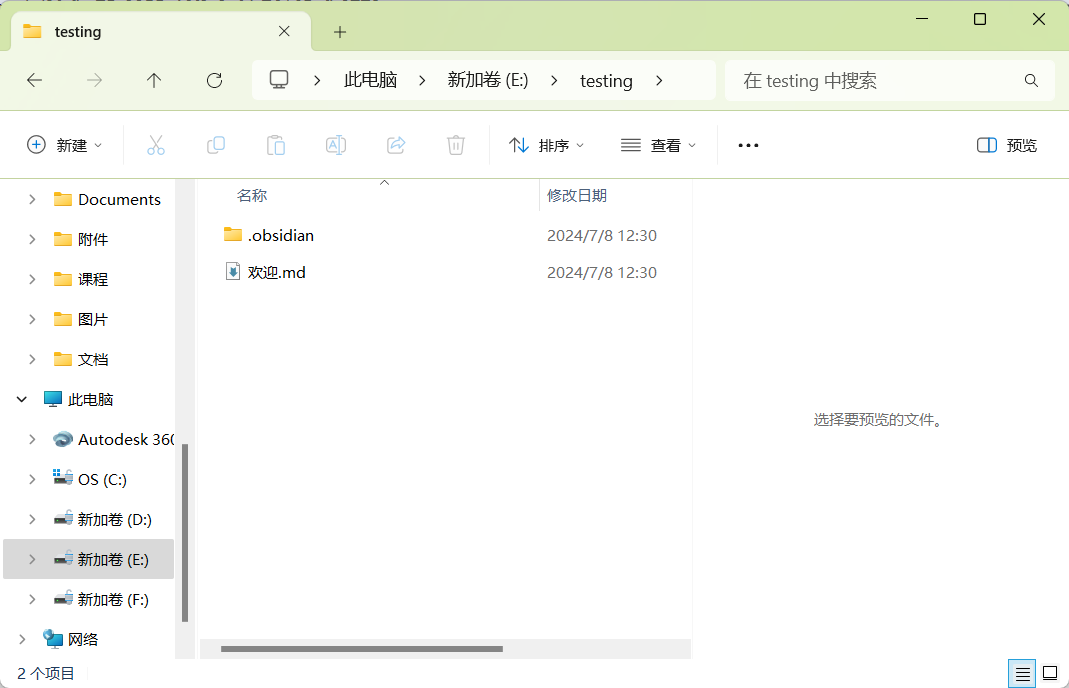 testing
此电脑 新加卷 (E:) testing
在 testing 中搜索
新建 排序 查看 预览
名称 修改日期
.obsidian 2024/7/8 12:30
欢迎.md 2024/7/8 12:30
Documents
附件
课程
图片
文档
此电脑
Autodesk 360
OS (C:)
新加卷 (D:)
新加卷 (E:)
新加卷 (F:)
网络
选择要预览的文件。
2 个项目